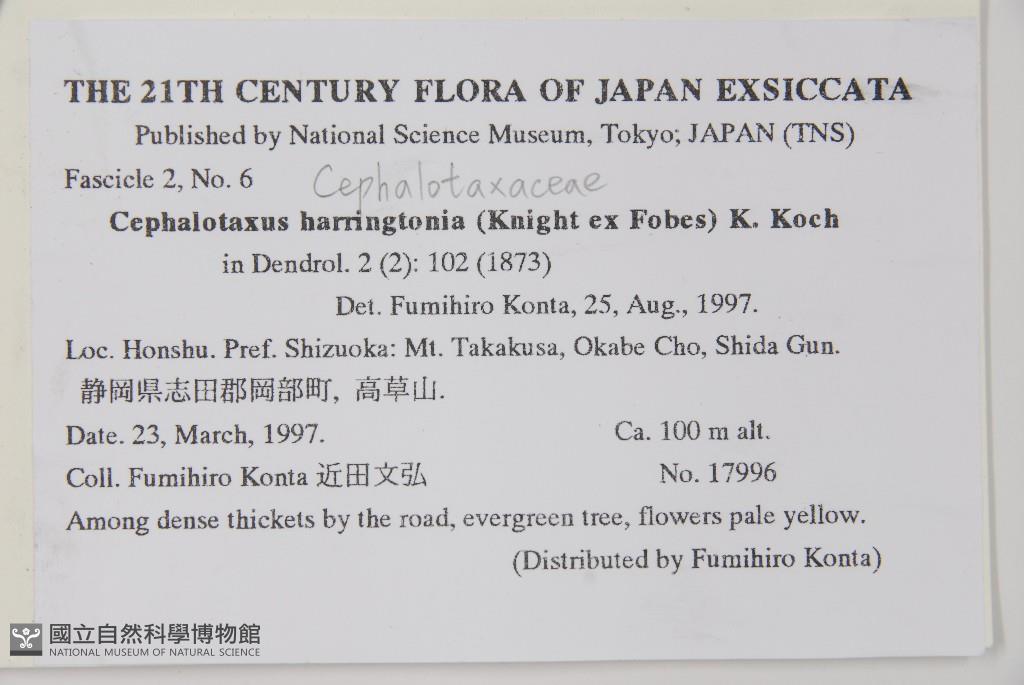 THE 21TH CENTURY FLORA OF JAPAN EXSICCATA
Published by National Science Museum, Tokyo; JAPAN (TNS)
Fascicle 2, No. 6 Cephalotaxaceae
Cephalotaxus harringtonia (Knight ex Fobes) K. Koch
in Dendrol. 2 (2): 102 (1873)
Det. Fumihiro Konta, 25, Aug., 1997.
Loc. Honshu. Pref. Shizuoka: Mt. Takakusa, Okabe Cho, Shida Gun.
静岡県志田郡岡部町, 高草山.
Date. 23, March, 1997. Ca. 100 m alt.
Coll. Fumihiro Konta 近田文弘 No. 17996
Among dense thickets by the road, evergreen tree, flowers pale yellow.
(Distributed by Fumihiro Konta)
國立自然科學博物館
NATIONAL MUSEUM OF NATURAL SCIENCE